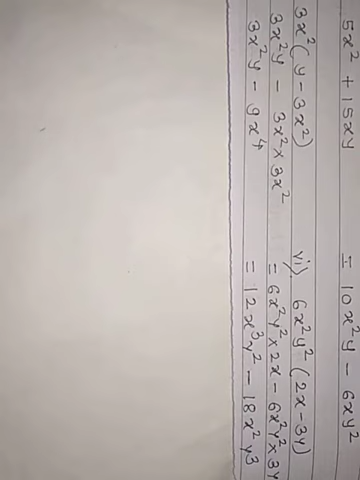 5x² + 15xy
= 10x²y - 6xy²
3x² (y - 3x²)
3x²y - 3x² × 3x²
3x²y - 9x⁴
vi) 6x²y² (2x - 3y)
= 6x²y² × 2x - 6x²y² × 3y
= 12x³y² - 18x²y³